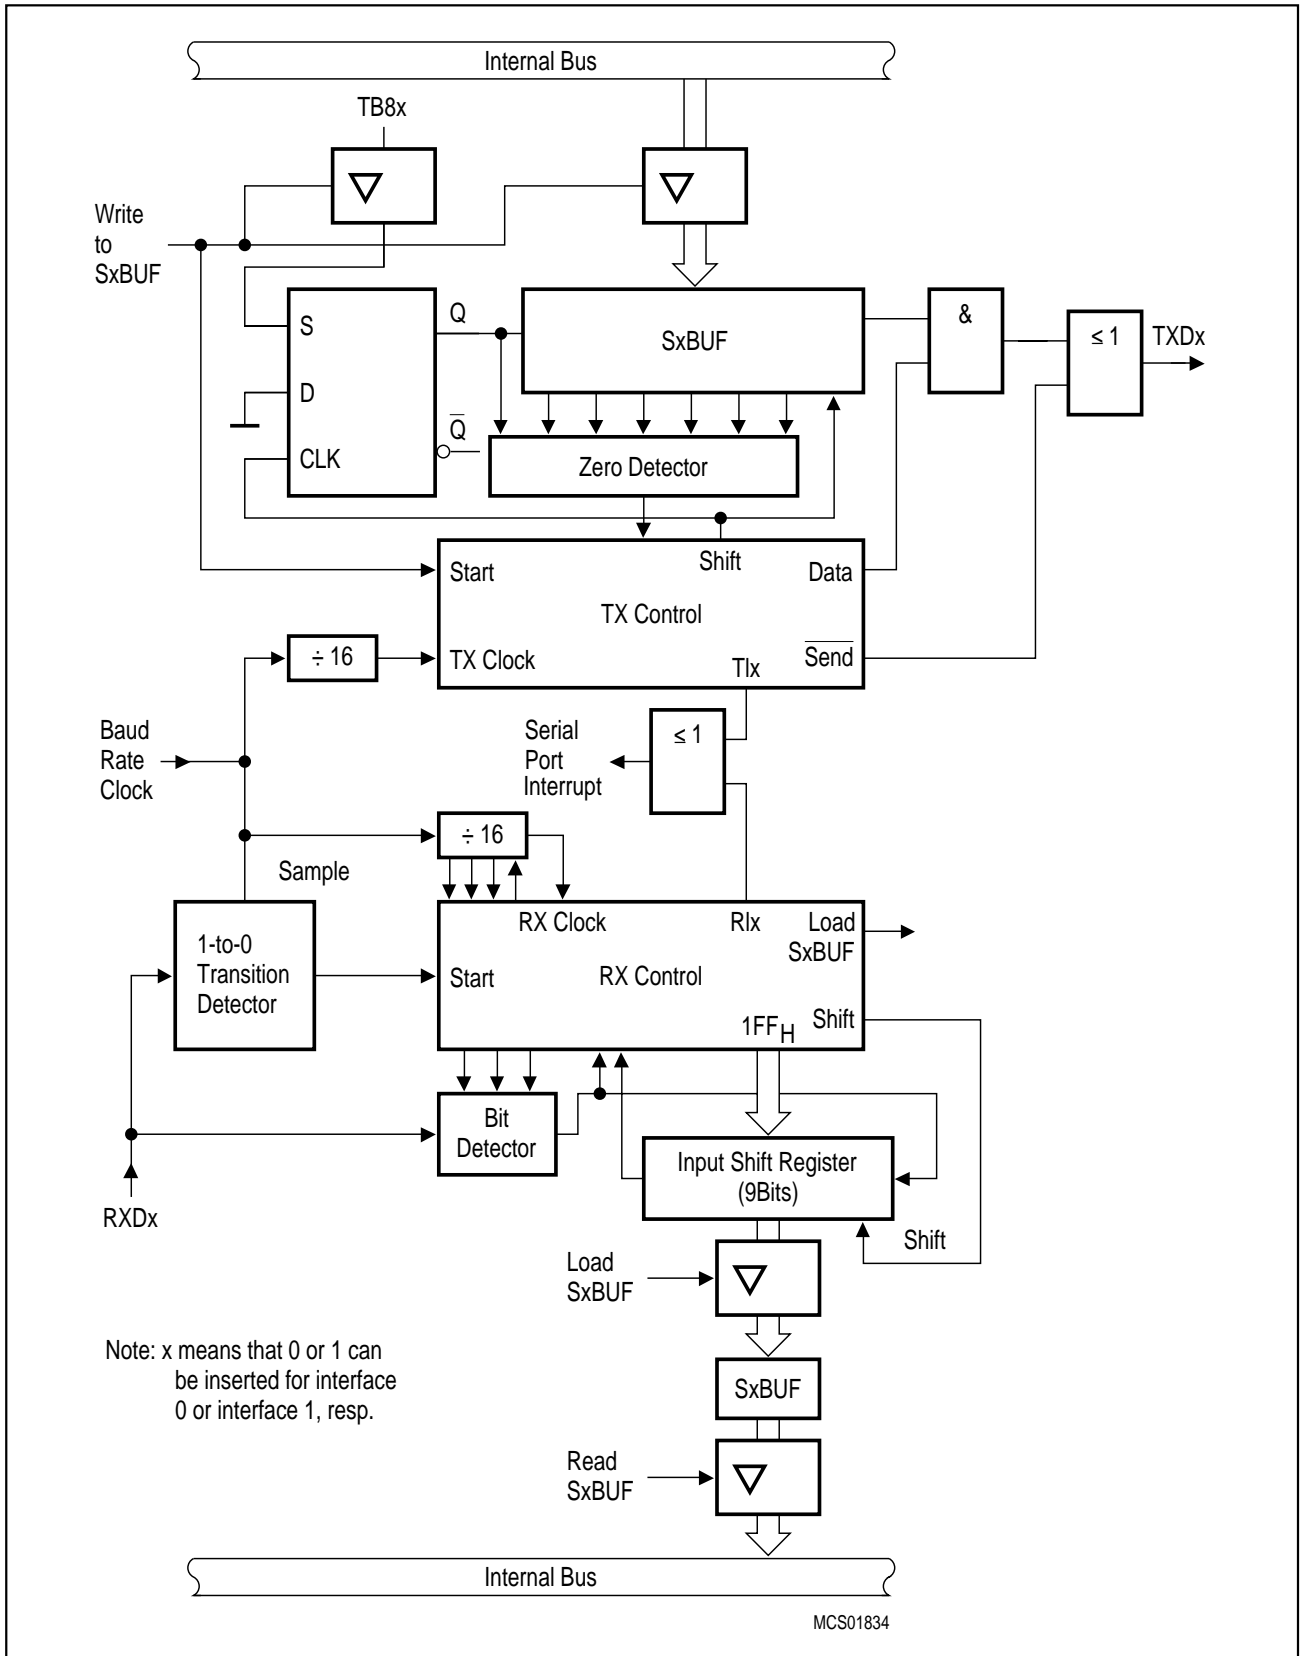 Internal Bus
TB8x
Write
to
SxBUF
S
D
CLK
Q
Q̅
SxBUF
&
≤ 1
TXDx
Zero Detector
Shift
Start
Data
TX Control
÷ 16
TX Clock
S̅e̅n̅d̅
TIx
Baud
Rate
Clock
Serial
Port
Interrupt
≤ 1
÷ 16
Sample
1-to-0
Transition
Detector
RX Clock
RIx
Load
SxBUF
Start
RX Control
1FFH
Shift
Bit
Detector
Input Shift Register
(9Bits)
RXDx
Shift
Load
SxBUF
Note: x means that 0 or 1 can
be inserted for interface
0 or interface 1, resp.
SxBUF
Read
SxBUF
Internal Bus
MCS01834